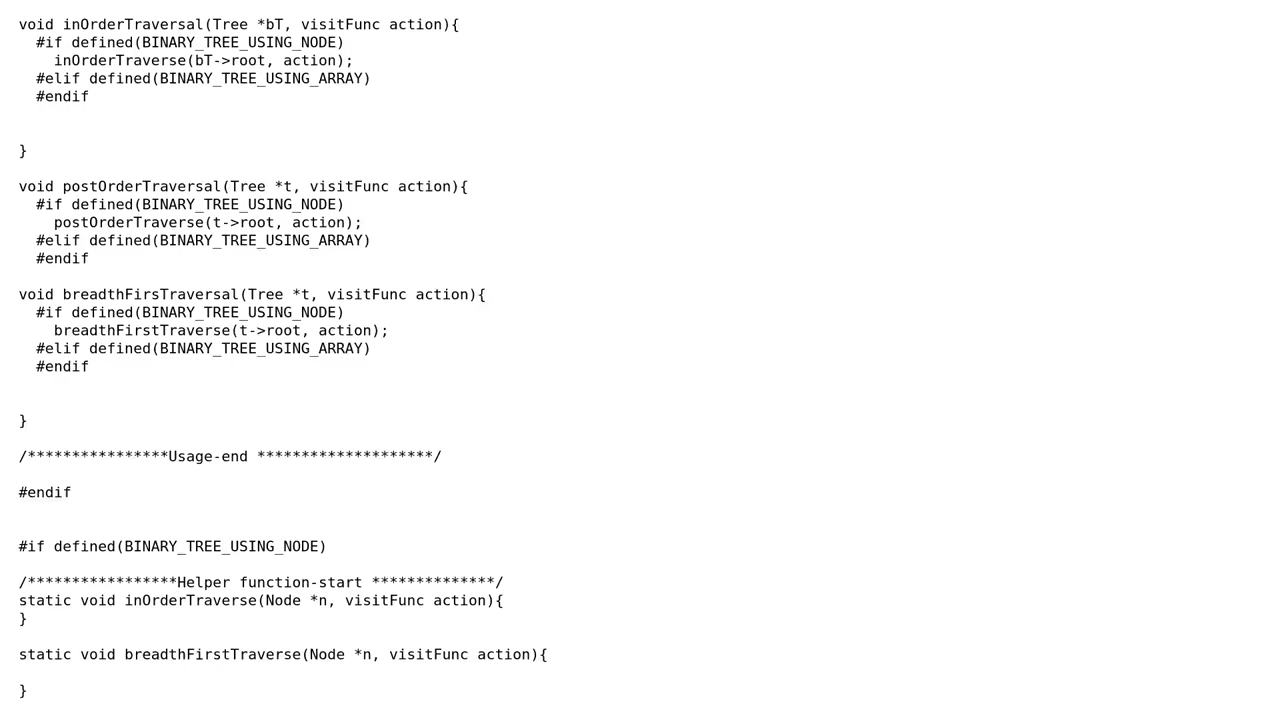 void inOrderTraversal(Tree *bT, visitFunc action){
  #if defined(BINARY_TREE_USING_NODE)
    inOrderTraverse(bT->root, action);
  #elif defined(BINARY_TREE_USING_ARRAY)
  #endif


}

void postOrderTraversal(Tree *t, visitFunc action){
  #if defined(BINARY_TREE_USING_NODE)
    postOrderTraverse(t->root, action);
  #elif defined(BINARY_TREE_USING_ARRAY)
  #endif

void breadthFirsTraversal(Tree *t, visitFunc action){
  #if defined(BINARY_TREE_USING_NODE)
    breadthFirstTraverse(t->root, action);
  #elif defined(BINARY_TREE_USING_ARRAY)
  #endif


}

/****************Usage-end ********************/

#endif


#if defined(BINARY_TREE_USING_NODE)

/*****************Helper function-start **************/
static void inOrderTraverse(Node *n, visitFunc action){
}

static void breadthFirstTraverse(Node *n, visitFunc action){

}